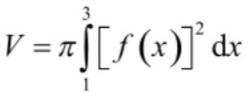 V = π∫₁³[f(x)]² dx